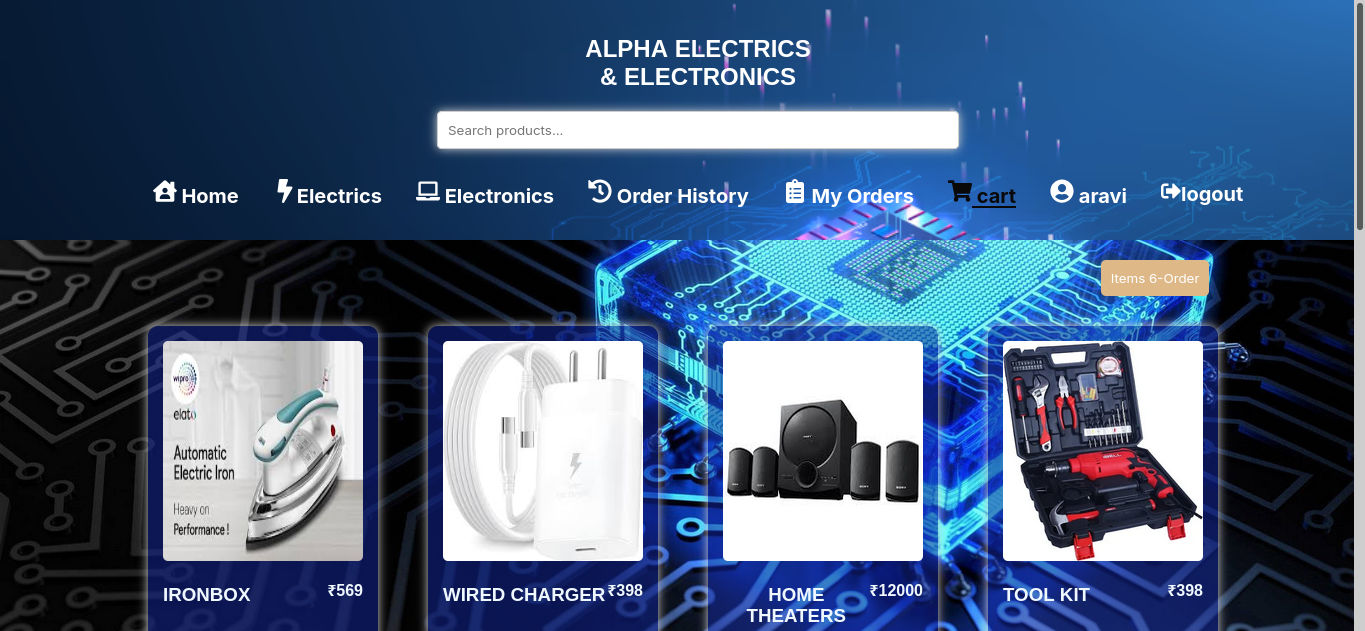 ALPHA ELECTRICS
& ELECTRONICS
Search products...
Home Electrics Electronics Order History My Orders cart aravi logout
Items 6-Order
wipro
elato
Automatic
Electric Iron
Heavy on
Performance !
SONY
IRONBOX ₹569
WIRED CHARGER ₹398
HOME
THEATERS ₹12000
TOOL KIT ₹398